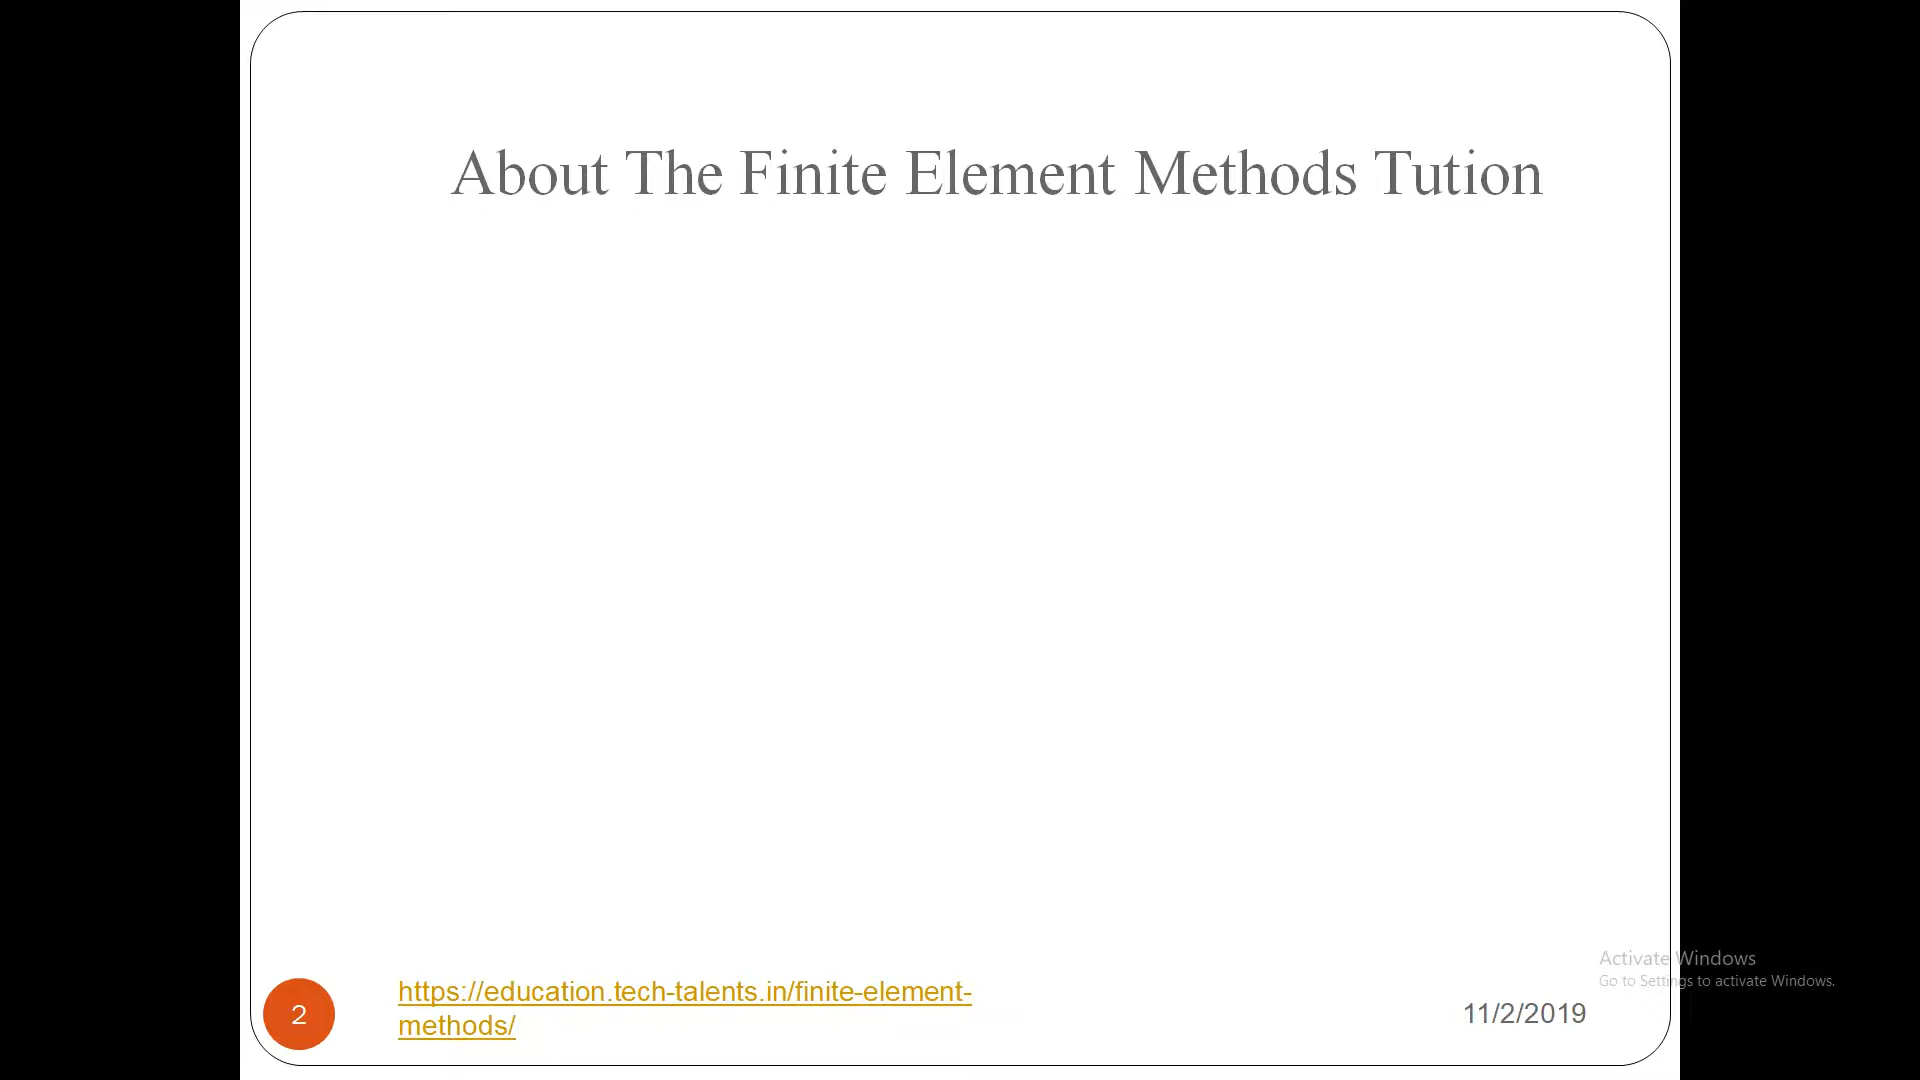 About The Finite Element Methods Tution
Activate Windows
Go to Settings to activate Windows.
2
https://education.tech-talents.in/finite-element-
methods/
11/2/2019